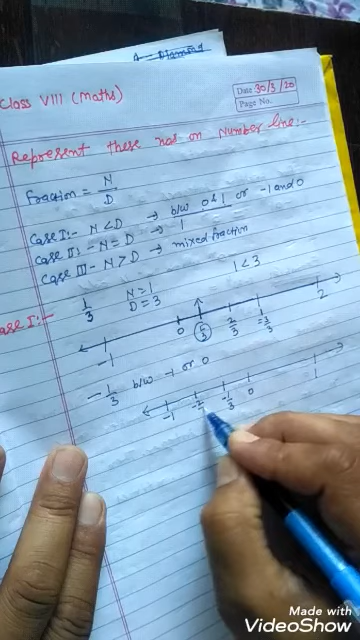 A - Diamond
Class VIII (Maths)
Date 30/3/20
Page No.
Represent these nos on Number line:-
Fraction = N/D
Case I:- N<D → b/w 0 & 1 or -1 and 0
Case II:- N=D → 1
Case III- N>D → mixed fraction
Case I:- 1/3 N=1 1<3
D=3
-1 0 1/3 2/3 1=3/3 2
-1/3 b/w -1 or 0
-1 -2 -1/3 0 1
Made with
VideoShow